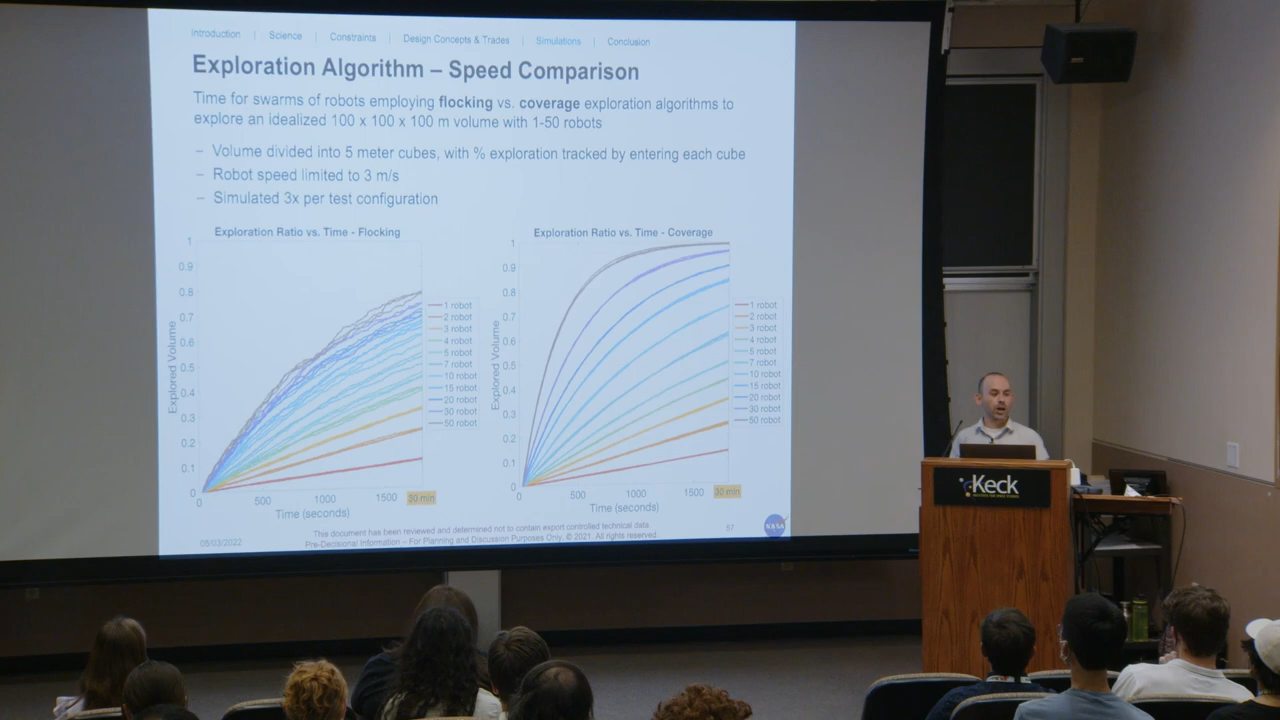 Introduction | Science | Constraints | Design Concepts & Trades | Simulations | Conclusion
Exploration Algorithm – Speed Comparison
Time for swarms of robots employing flocking vs. coverage exploration algorithms to
explore an idealized 100 x 100 x 100 m volume with 1-50 robots
– Volume divided into 5 meter cubes, with % exploration tracked by entering each cube
– Robot speed limited to 3 m/s
– Simulated 3x per test configuration
Exploration Ratio vs. Time - Flocking
1
0.9
0.8
0.7
0.6
0.5
0.4
0.3
0.2
0.1
0
Explored Volume
0 500 1000 1500 30 min
Time (seconds)
1 robot
2 robot
3 robot
4 robot
5 robot
7 robot
10 robot
15 robot
20 robot
30 robot
50 robot
Exploration Ratio vs. Time - Coverage
1
0.9
0.8
0.7
0.6
0.5
0.4
0.3
0.2
0.1
0
Explored Volume
0 500 1000 1500 30 min
Time (seconds)
1 robot
2 robot
3 robot
4 robot
5 robot
7 robot
10 robot
15 robot
20 robot
30 robot
50 robot
This document has been reviewed and determined not to contain export controlled technical data.
Pre-Decisional Information – For Planning and Discussion Purposes Only. © 2021. All rights reserved.
05/03/2022
57
NASA
Keck